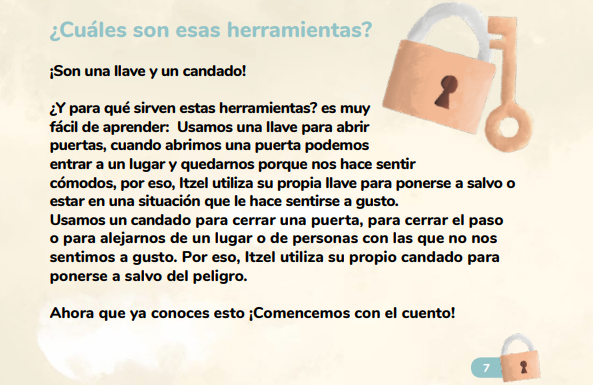 ¿Cuáles son esas herramientas?
¡Son una llave y un candado!
¿Y para qué sirven estas herramientas? es muy
fácil de aprender: Usamos una llave para abrir
puertas, cuando abrimos una puerta podemos
entrar a un lugar y quedarnos porque nos hace sentir
cómodos, por eso, Itzel utiliza su propia llave para ponerse a salvo o
estar en una situación que le hace sentirse a gusto.
Usamos un candado para cerrar una puerta, para cerrar el paso
o para alejarnos de un lugar o de personas con las que no nos
sentimos a gusto. Por eso, Itzel utiliza su propio candado para
ponerse a salvo del peligro.
Ahora que ya conoces esto ¡Comencemos con el cuento!
7